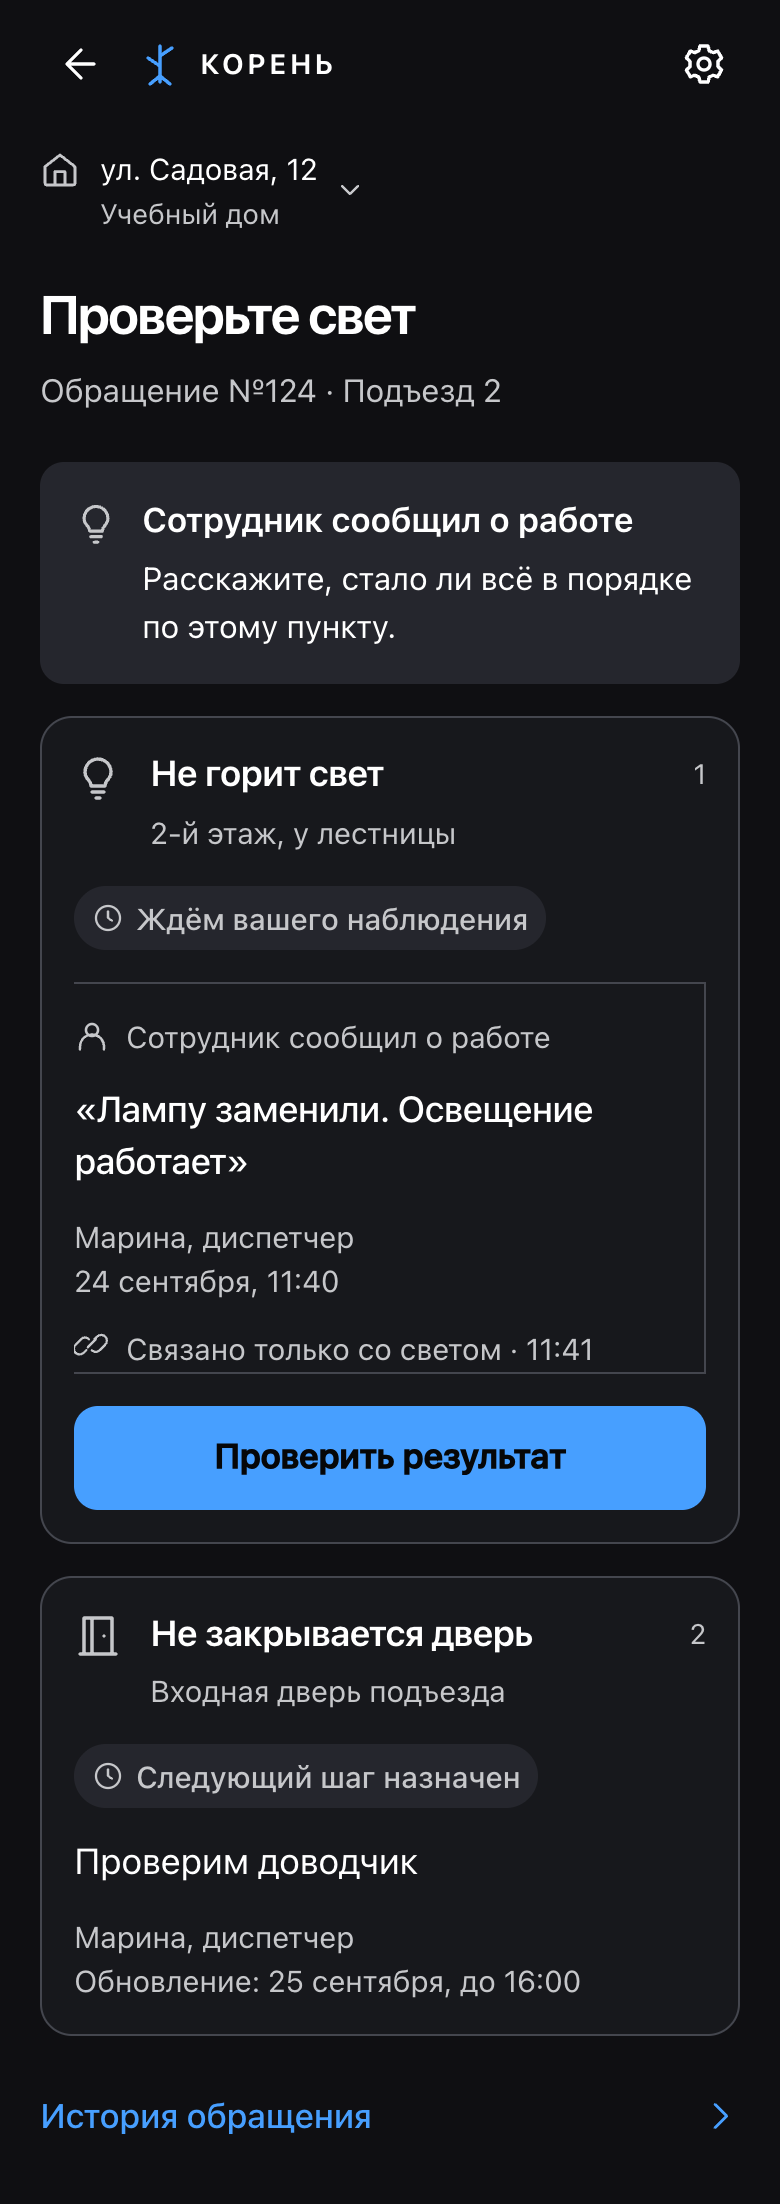 КОРЕНЬ
ул. Садовая, 12
Учебный дом
Проверьте свет
Обращение №124 · Подъезд 2
Сотрудник сообщил о работе
Расскажите, стало ли всё в порядке
по этому пункту.
Не горит свет 1
2-й этаж, у лестницы
Ждём вашего наблюдения
Сотрудник сообщил о работе
«Лампу заменили. Освещение
работает»
Марина, диспетчер
24 сентября, 11:40
Связано только со светом · 11:41
Проверить результат
Не закрывается дверь 2
Входная дверь подъезда
Следующий шаг назначен
Проверим доводчик
Марина, диспетчер
Обновление: 25 сентября, до 16:00
История обращения